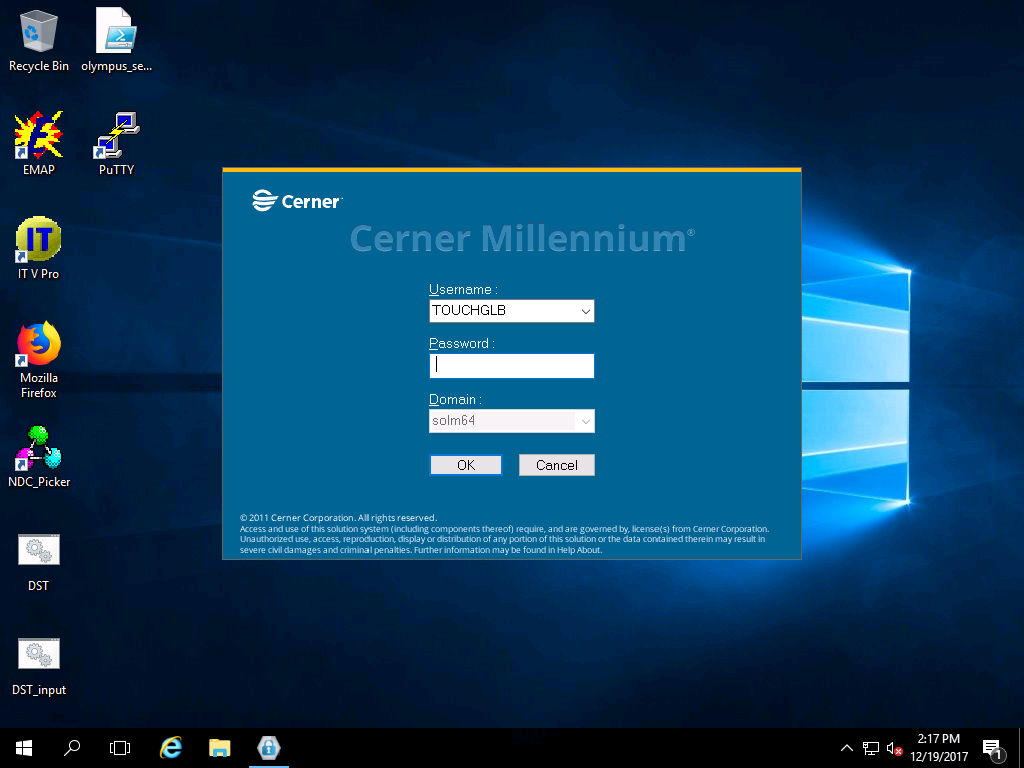 Recycle Bin
olympus_se...
EMAP
PuTTY
IT V Pro
Mozilla
Firefox
NDC_Picker
DST
DST_input
Cerner
Cerner Millennium®
Username :
TOUCHGLB
Password :
Domain :
solm64
OK
Cancel
© 2011 Cerner Corporation. All rights reserved.
Access and use of this solution system (including components thereof) require, and are governed by, license(s) from Cerner Corporation.
Unauthorized use, access, reproduction, display or distribution of any portion of this solution or the data contained therein may result in
severe civil damages and criminal penalties. Further information may be found in Help About.
2:17 PM
12/19/2017
1